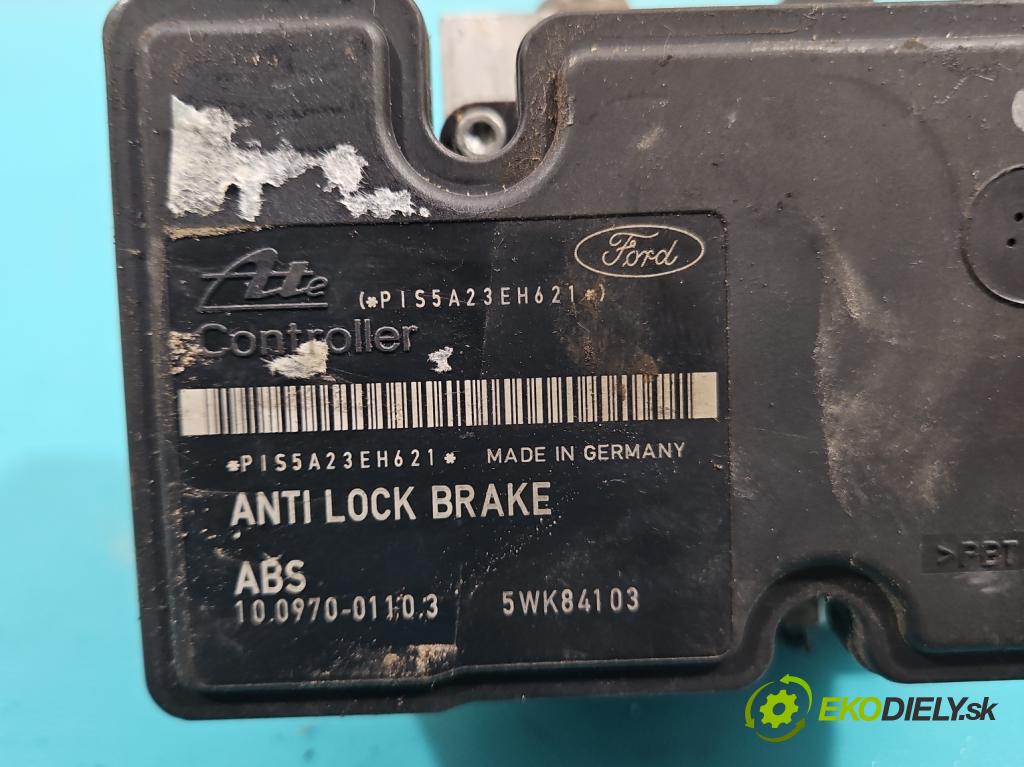 Ford
Ate
(*PIS5A23EH621*)
Controller
*PIS5A23EH621* MADE IN GERMANY
ANTI LOCK BRAKE
ABS
10.0970-0110.3 5WK84103
>PBT
EKODIELY.sk